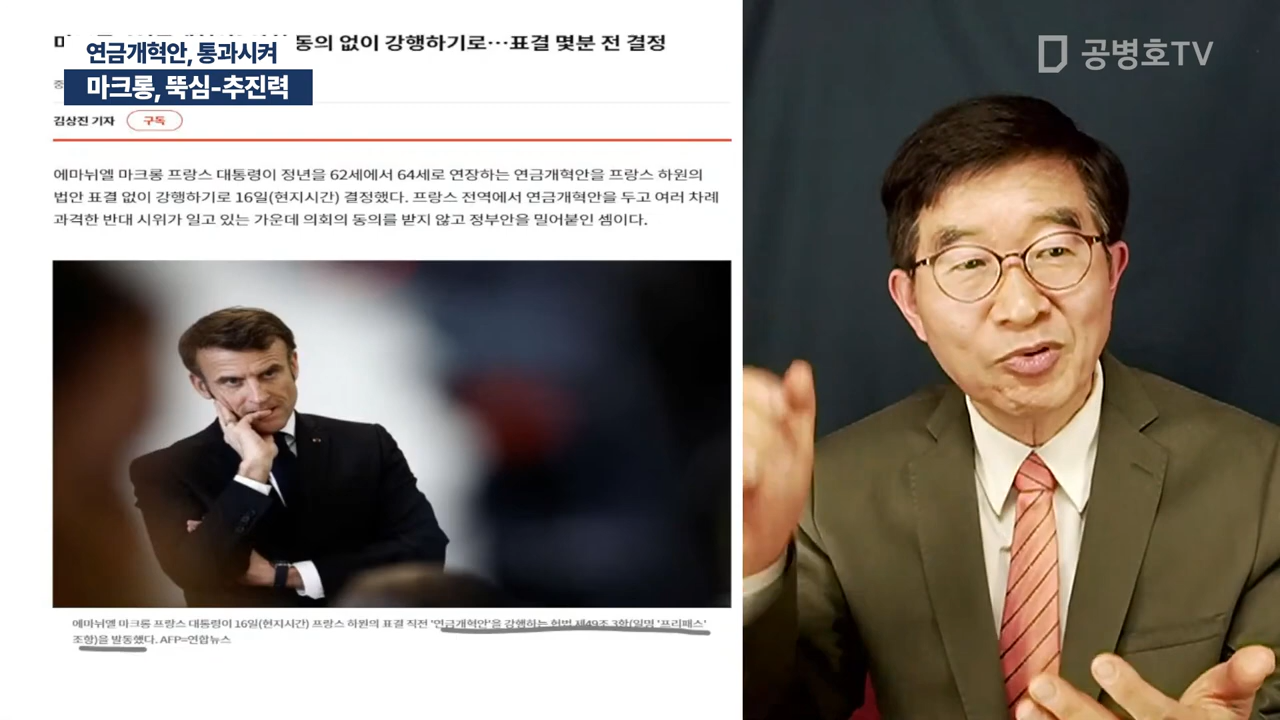 동의 없이 강행하기로…표결 몇분 전 결정
연금개혁안, 통과시켜
마크롱, 뚝심-추진력
공병호TV
김상진 기자 구독
에마뉘엘 마크롱 프랑스 대통령이 정년을 62세에서 64세로 연장하는 연금개혁안을 프랑스 하원의
법안 표결 없이 강행하기로 16일(현지시간) 결정했다. 프랑스 전역에서 연금개혁안을 두고 여러 차례
과격한 반대 시위가 일고 있는 가운데 의회의 동의를 받지 않고 정부안을 밀어붙인 셈이다.
에마뉘엘 마크롱 프랑스 대통령이 16일(현지시간) 프랑스 하원의 표결 직전 '연금개혁안'을 강행하는 헌법 제49조 3항(일명 '프리패스'
조항)을 발동했다. AFP=연합뉴스